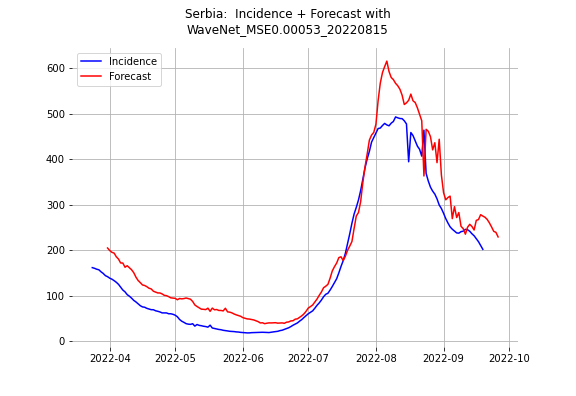 Serbia:  Incidence + Forecast with
WaveNet_MSE0.00053_20220815
Incidence
Forecast
600
500
400
300
200
100
0
2022-04 2022-05 2022-06 2022-07 2022-08 2022-09 2022-10